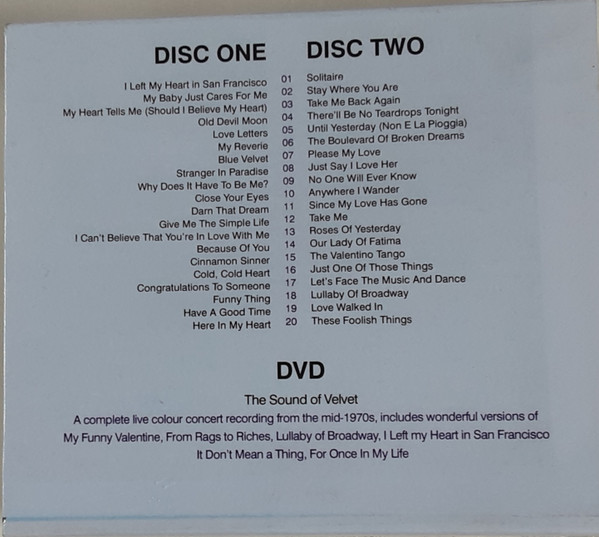 DISC ONE DISC TWO
I Left My Heart in San Francisco 01 Solitaire
My Baby Just Cares For Me 02 Stay Where You Are
My Heart Tells Me (Should I Believe My Heart) 03 Take Me Back Again
Old Devil Moon 04 There'll Be No Teardrops Tonight
Love Letters 05 Until Yesterday (Non E La Pioggia)
My Reverie 06 The Boulevard Of Broken Dreams
Blue Velvet 07 Please My Love
Stranger In Paradise 08 Just Say I Love Her
Why Does It Have To Be Me? 09 No One Will Ever Know
Close Your Eyes 10 Anywhere I Wander
Darn That Dream 11 Since My Love Has Gone
Give Me The Simple Life 12 Take Me
I Can't Believe That You're In Love With Me 13 Roses Of Yesterday
Because Of You 14 Our Lady Of Fatima
Cinnamon Sinner 15 The Valentino Tango
Cold, Cold Heart 16 Just One Of Those Things
Congratulations To Someone 17 Let's Face The Music And Dance
Funny Thing 18 Lullaby Of Broadway
Have A Good Time 19 Love Walked In
Here In My Heart 20 These Foolish Things
DVD
The Sound of Velvet
A complete live colour concert recording from the mid-1970s, includes wonderful versions of
My Funny Valentine, From Rags to Riches, Lullaby of Broadway, I Left my Heart in San Francisco
It Don't Mean a Thing, For Once In My Life